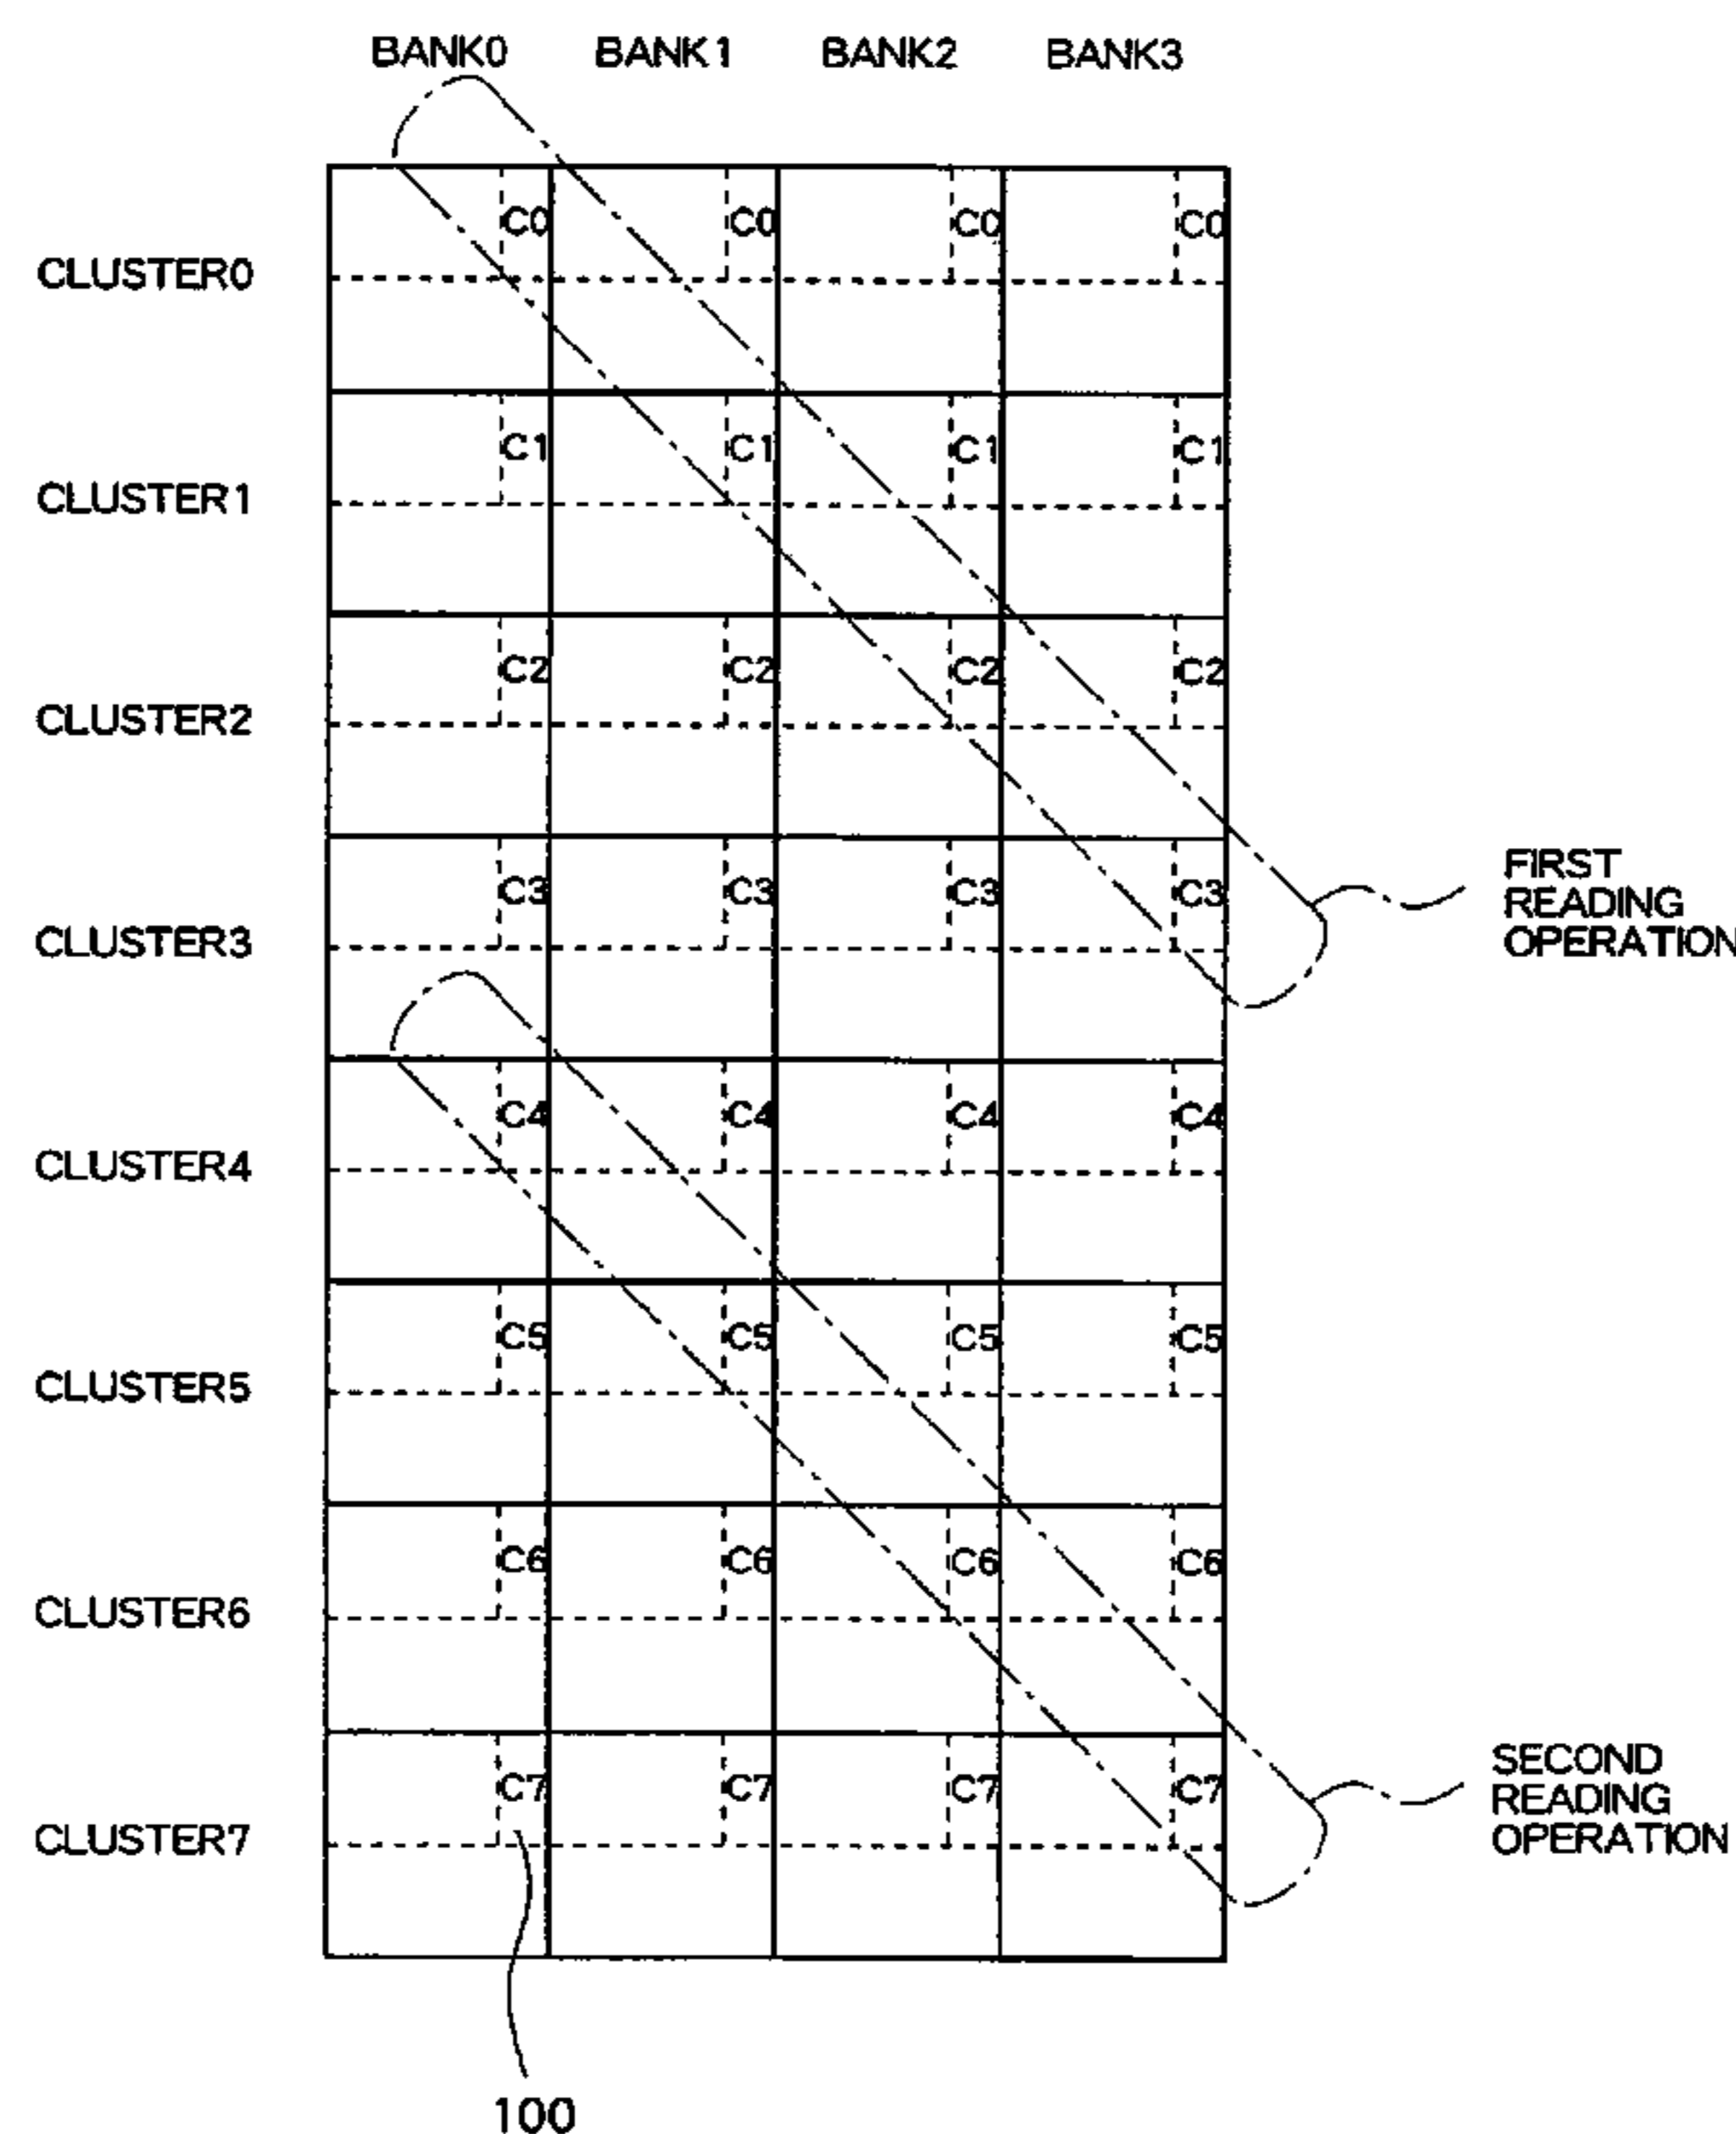 BANK0 BANK1 BANK2 BANK3
C0 C0 C0 C0
CLUSTER0
C1 C1 C1 C1
CLUSTER1
C2 C2 C2 C2
CLUSTER2
C3 C3 C3 C3
CLUSTER3
FIRST
READING
OPERATION
C4 C4 C4 C4
CLUSTER4
C5 C5 C5 C5
CLUSTER5
C6 C6 C6 C6
CLUSTER6
C7 C7 C7 C7
CLUSTER7
SECOND
READING
OPERATION
100